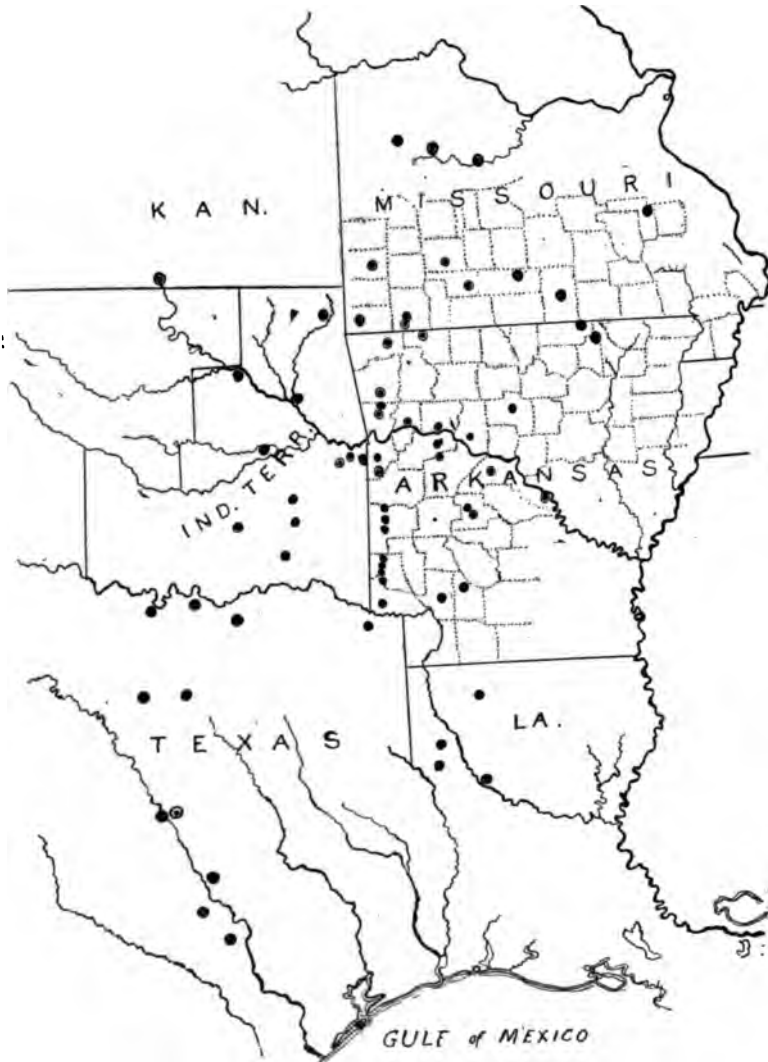 KAN.
MISSOURI
IND. TERR.
ARKANSAS
LA.
TEXAS
GULF of MEXICO